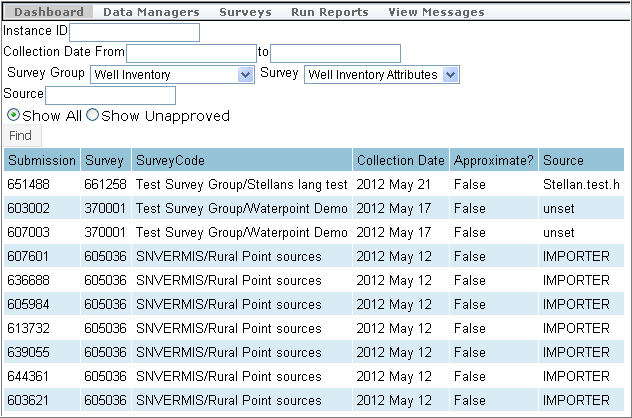 Dashboard Data Managers Surveys Run Reports View Messages
Instance ID
Collection Date From to
Survey Group Well Inventory Survey Well Inventory Attributes
Source
Show All Show Unapproved
Find
Submission Survey SurveyCode Collection Date Approximate? Source
651488 661258 Test Survey Group/Stellans lang test 2012 May 21 False Stellan.test.h
603002 370001 Test Survey Group/Waterpoint Demo 2012 May 17 False unset
607003 370001 Test Survey Group/Waterpoint Demo 2012 May 17 False unset
607601 605036 SNVERMIS/Rural Point sources 2012 May 12 False IMPORTER
636688 605036 SNVERMIS/Rural Point sources 2012 May 12 False IMPORTER
605984 605036 SNVERMIS/Rural Point sources 2012 May 12 False IMPORTER
613732 605036 SNVERMIS/Rural Point sources 2012 May 12 False IMPORTER
639055 605036 SNVERMIS/Rural Point sources 2012 May 12 False IMPORTER
644361 605036 SNVERMIS/Rural Point sources 2012 May 12 False IMPORTER
603621 605036 SNVERMIS/Rural Point sources 2012 May 12 False IMPORTER